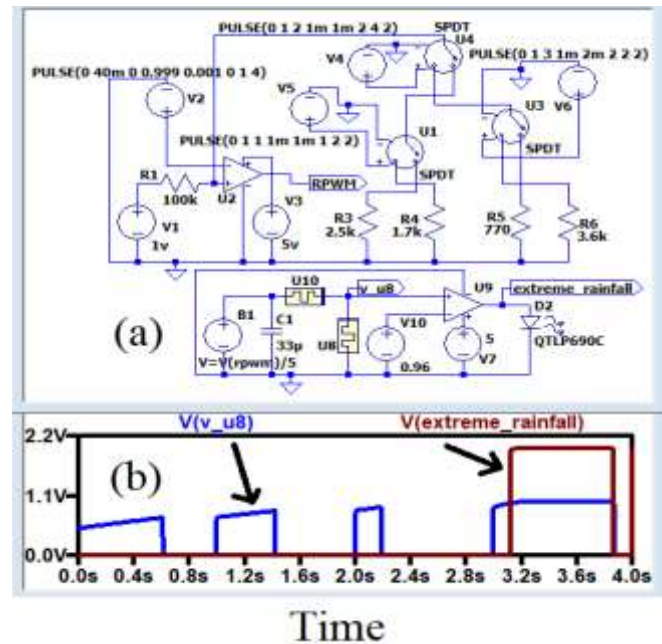 PULSE(0 1 2 1m 1m 2 4 2)
SPDT
U4
V4
PULSE(0 1 3 1m 2m 2 2 2)
PULSE(0 40m 0 0.999 0.001 0 1 4)
V5
V2
U3
V6
PULSE(0 1 1 1m 1m 1 2 2)
U1
SPDT
R1
SPDT
100k
U2
RPWM
V3
V1
R3
R4
R5
R6
2.5k
1.7k
770
3.6k
1v
5v
U10
v_u8
U9
extreme_rainfall
D2
(a)
B1
C1
V10
5
33µ
U8
V7
QTLP690C
V=V(rpwm)/5
0.96
V(v_u8)
V(extreme_rainfall)
2.2V
(b)
1.1V
0.0V
0.0s 0.4s 0.8s 1.2s 1.6s 2.0s 2.4s 2.8s 3.2s 3.6s 4.0s
Time